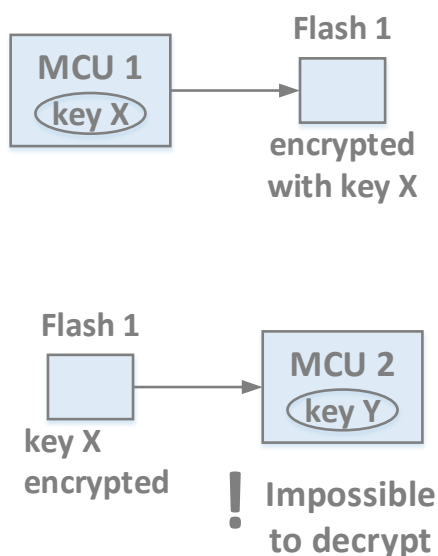 Flash 1
MCU 1
key X
encrypted
with key X
Flash 1
MCU 2
key Y
key X
encrypted
! Impossible
to decrypt